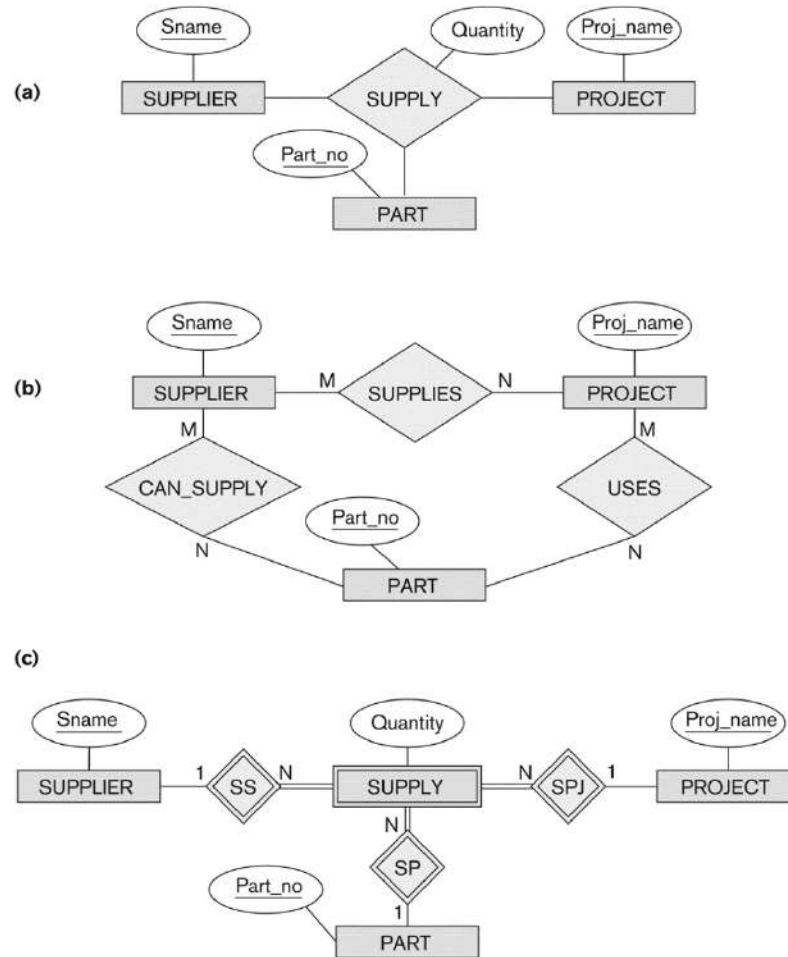 (a)
Sname
Quantity
Proj_name
SUPPLIER
SUPPLY
PROJECT
Part_no
PART
(b)
Sname
Proj_name
SUPPLIER
M
SUPPLIES
N
PROJECT
M
M
CAN_SUPPLY
USES
Part_no
N
N
PART
(c)
Sname
Quantity
Proj_name
SUPPLIER
1
SS
N
SUPPLY
N
SPJ
1
PROJECT
N
SP
Part_no
1
PART